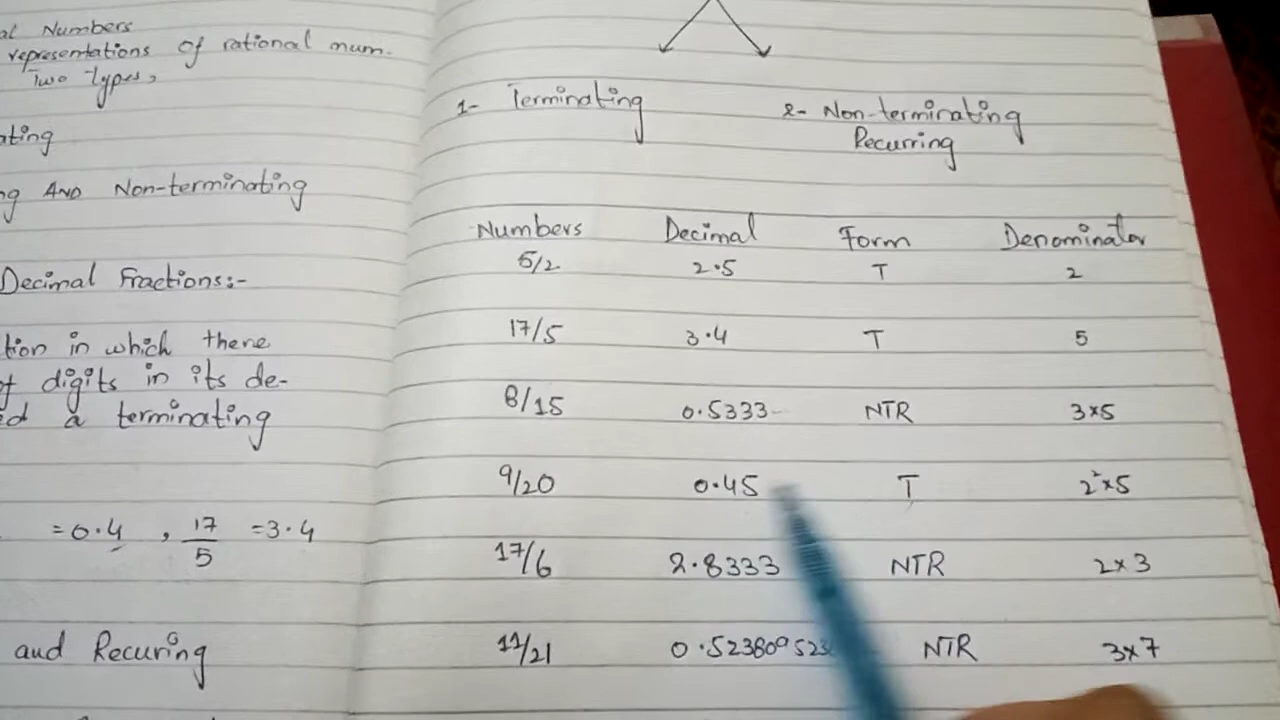 al Numbers
representations of rational num-
Two types,
ating
ng AND Non-terminating
Decimal Fractions:-
tion in which there
of digits in its de-
ed a terminating
=0.4 , 17/5 =3.4
and Recuring
1- Terminating
2- Non-terminating
Recurring
Numbers Decimal Form Denominator
5/2 2.5 T 2
17/5 3.4 T 5
8/15 0.5333- NTR 3×5
9/20 0.45 T 2²×5
17/6 2.8333 NTR 2×3
11/21 0.523809523 NTR 3×7